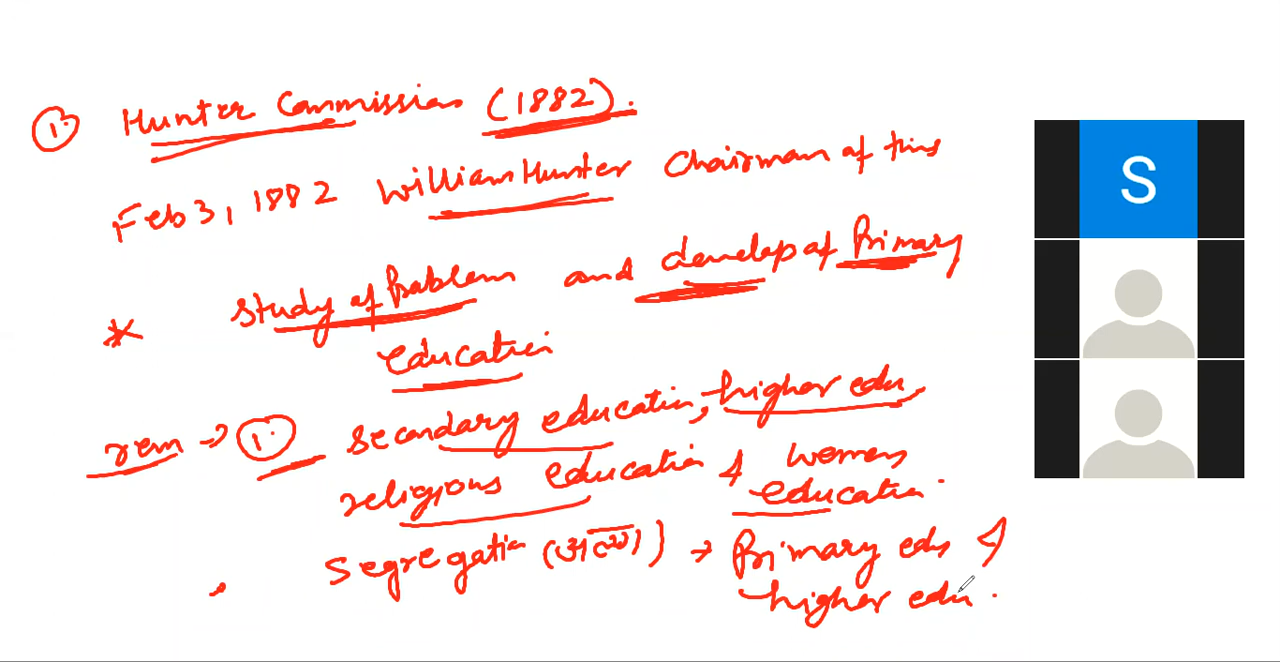 1. Hunter Commission (1882).
Feb 3, 1882 William Hunter Chairman of this
* Study of Problem and develop of Primary
education
rem → 1. Secondary education, higher edu,
religious education & womens
education.
. Segregation (अलग) → Primary edu &
higher edu.
S